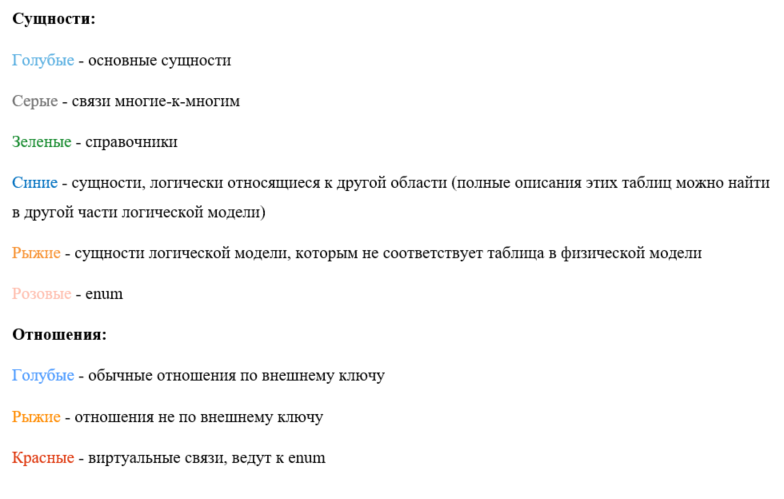 Сущности:
Голубые - основные сущности
Серые - связи многие-к-многим
Зеленые - справочники
Синие - сущности, логически относящиеся к другой области (полные описания этих таблиц можно найти
в другой части логической модели)
Рыжие - сущности логической модели, которым не соответствует таблица в физической модели
Розовые - enum
Отношения:
Голубые - обычные отношения по внешнему ключу
Рыжие - отношения не по внешнему ключу
Красные - виртуальные связи, ведут к enum